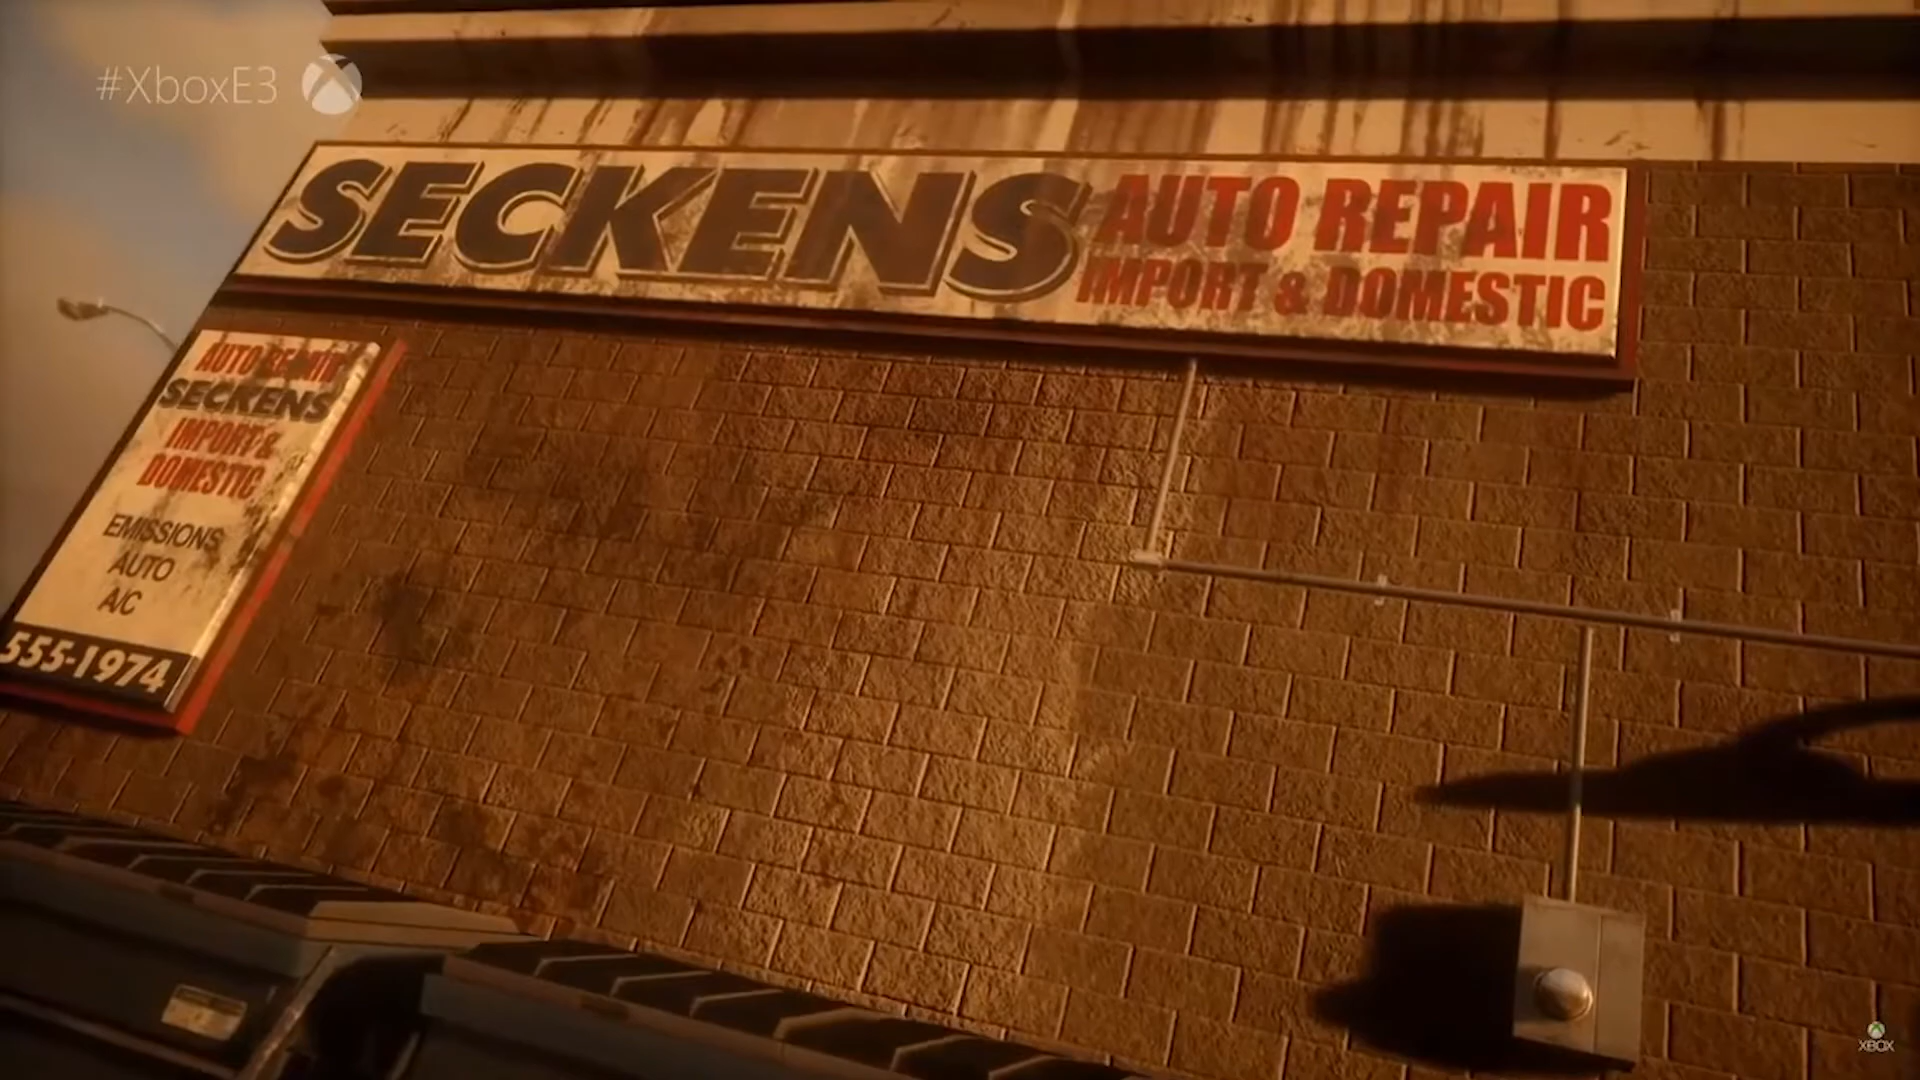 #XboxE3
SECKENS AUTO REPAIR
IMPORT & DOMESTIC
AUTO REPAIR
SECKENS
IMPORT &
DOMESTIC
EMISSIONS
AUTO
A/C
555-1974
XBOX